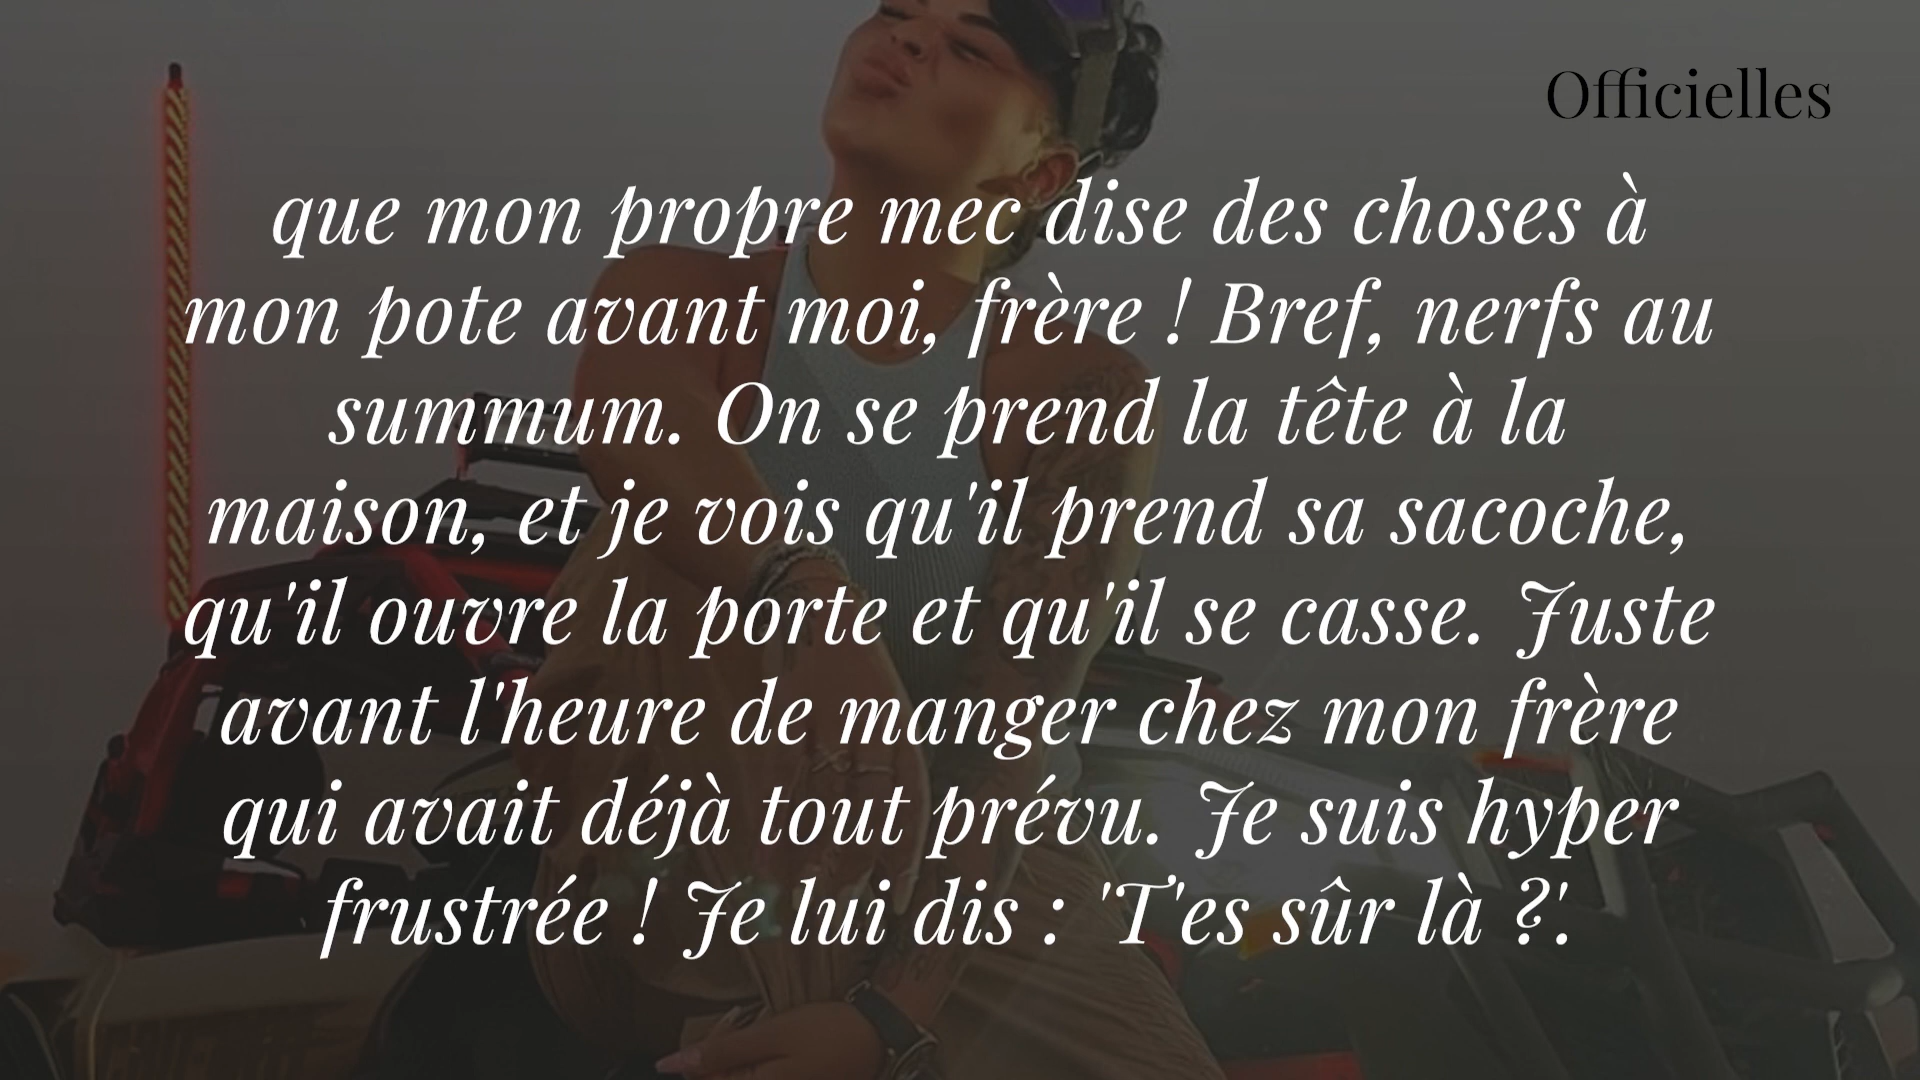 Officielles
que mon propre mec dise des choses à
mon pote avant moi, frère ! Bref, nerfs au
summum. On se prend la tête à la
maison, et je vois qu'il prend sa sacoche,
qu'il ouvre la porte et qu'il se casse. Juste
avant l'heure de manger chez mon frère
qui avait déjà tout prévu. Je suis hyper
frustrée ! Je lui dis : 'T'es sûr là ?'.